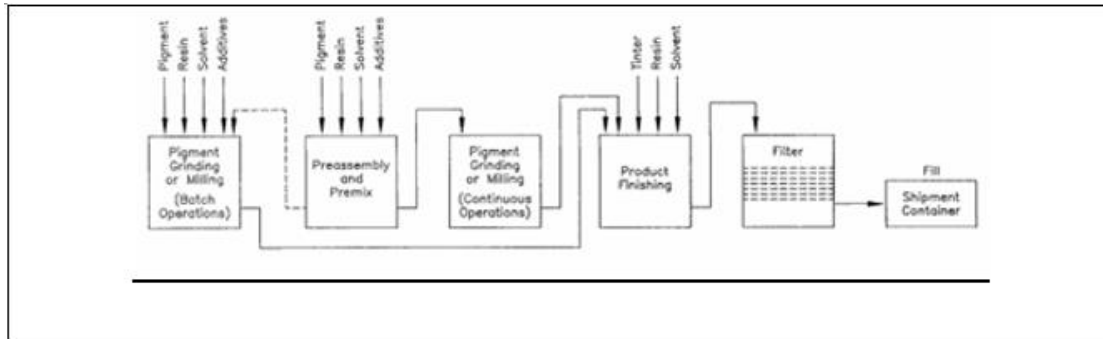 Pigment
Resin
Solvent
Additives
Pigment
Resin
Solvent
Additives
Tinter
Resin
Solvent
Pigment
Grinding
or Milling
(Batch
Operations)
Preassembly
and
Premix
Pigment
Grinding
or Milling
(Continuous
Operations)
Product
Finishing
Filter
Fill
Shipment
Container